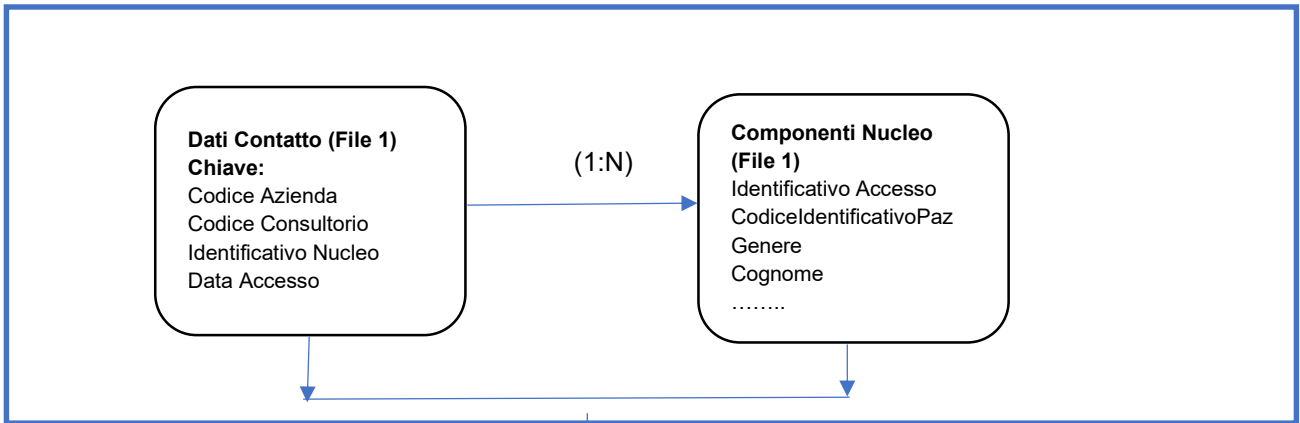 Dati Contatto (File 1)
Chiave:
Codice Azienda
Codice Consultorio
Identificativo Nucleo
Data Accesso
(1:N)
Componenti Nucleo
(File 1)
Identificativo Accesso
CodiceIdentificativoPaz
Genere
Cognome
……..